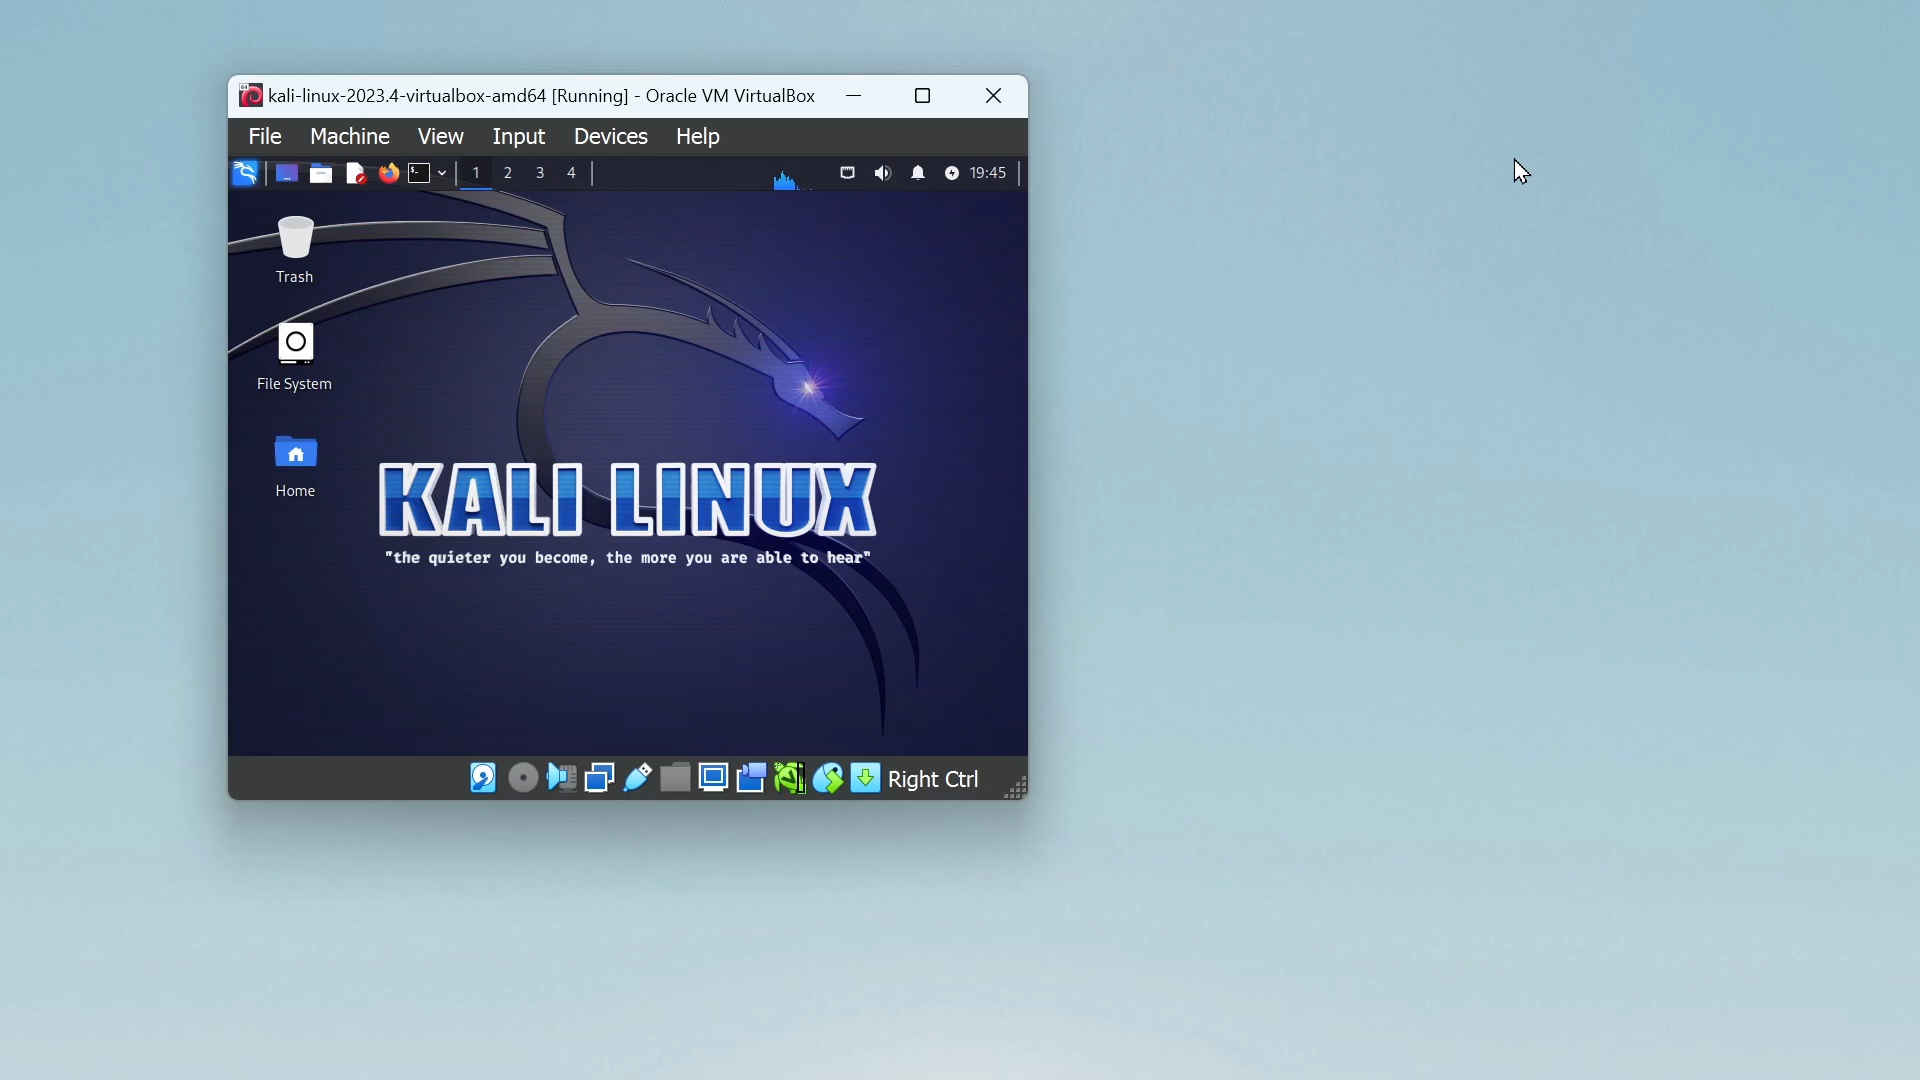 kali-linux-2023.4-virtualbox-amd64 [Running] - Oracle VM VirtualBox
File Machine View Input Devices Help
1 2 3 4 19:45
Trash
File System
Home
KALI LINUX
"the quieter you become, the more you are able to hear"
Right Ctrl